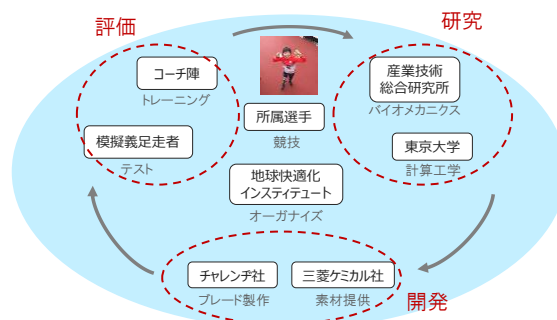 評価
研究
コーチ陣
トレーニング
模擬義足走者
テスト
所属選手
競技
産業技術
総合研究所
バイオメカニクス
東京大学
計算工学
地球快適化
インスティテュート
オーガナイズ
チャレンヂ社
ブレード製作
三菱ケミカル社
素材提供
開発